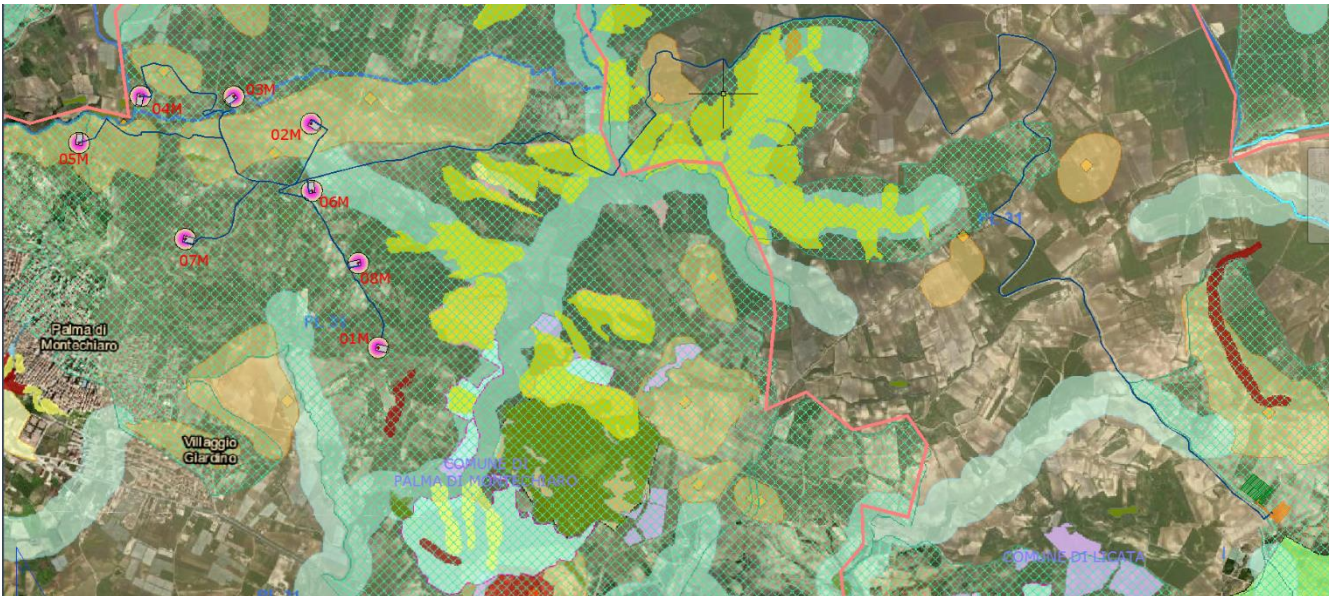 04M
03M
02M
05M
06M
07M
08M
01M
Palma di
Montechiaro
Villaggio
Giardino
COMUNE DI
PALMA DI MONTECHIARO
COMUNE DI LICATA